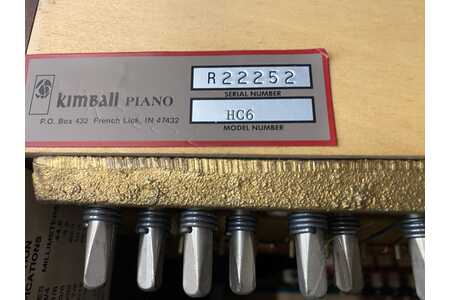 R22252
SERIAL NUMBER
KIMBALL PIANO
HC6
P.O. Box 432 French Lick, IN 47432
MODEL NUMBER